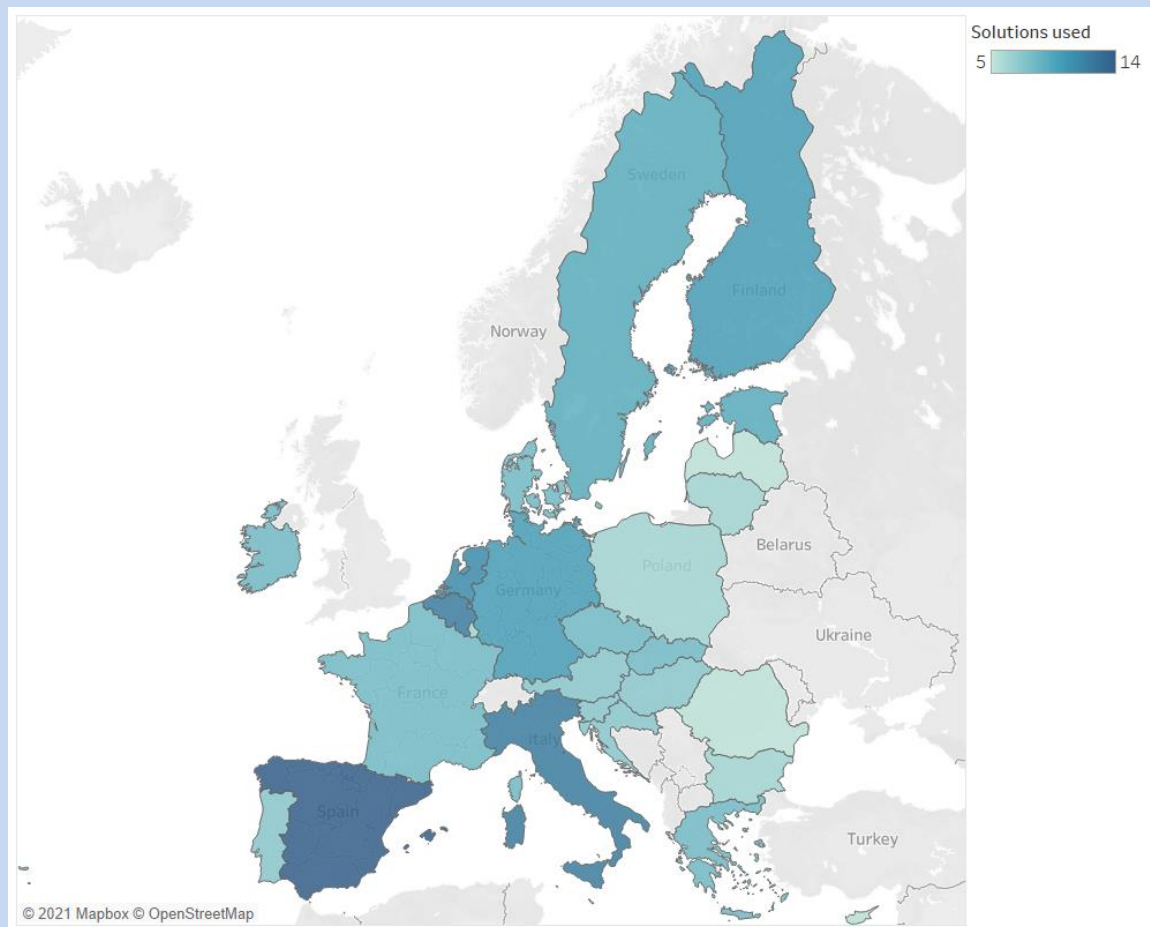 Solutions used
5 14
Sweden
Finland
Norway
Belarus
Poland
Germany
Ukraine
France
Italy
Spain
Turkey
© 2021 Mapbox © OpenStreetMap